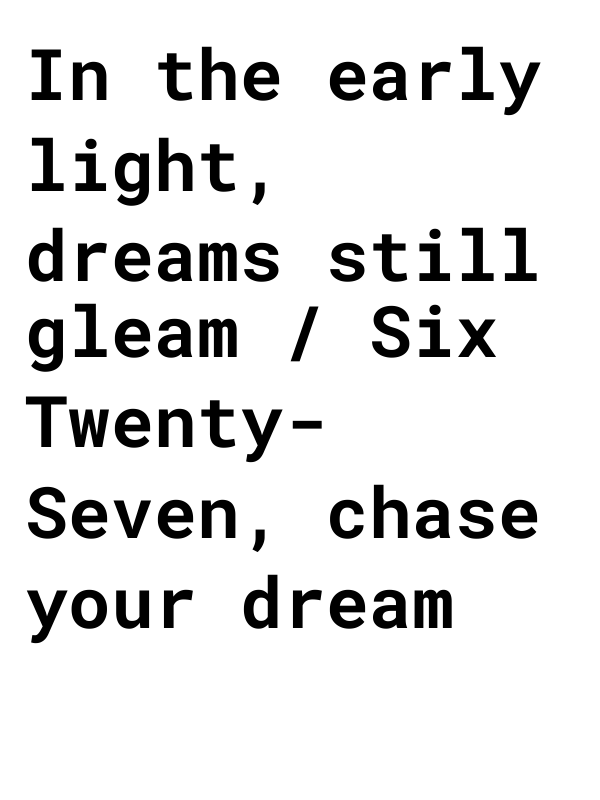 In the early
light,
dreams still
gleam / Six
Twenty-
Seven, chase
your dream